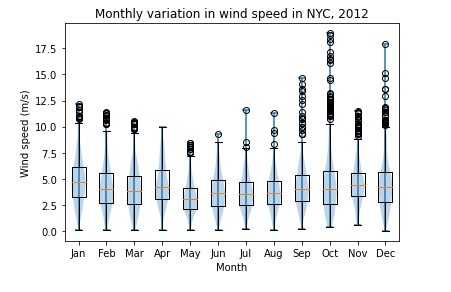 Monthly variation in wind speed in NYC, 2012
17.5
15.0
12.5
10.0
7.5
5.0
2.5
0.0
Wind speed (m/s)
Jan Feb Mar Apr May Jun Jul Aug Sep Oct Nov Dec
Month